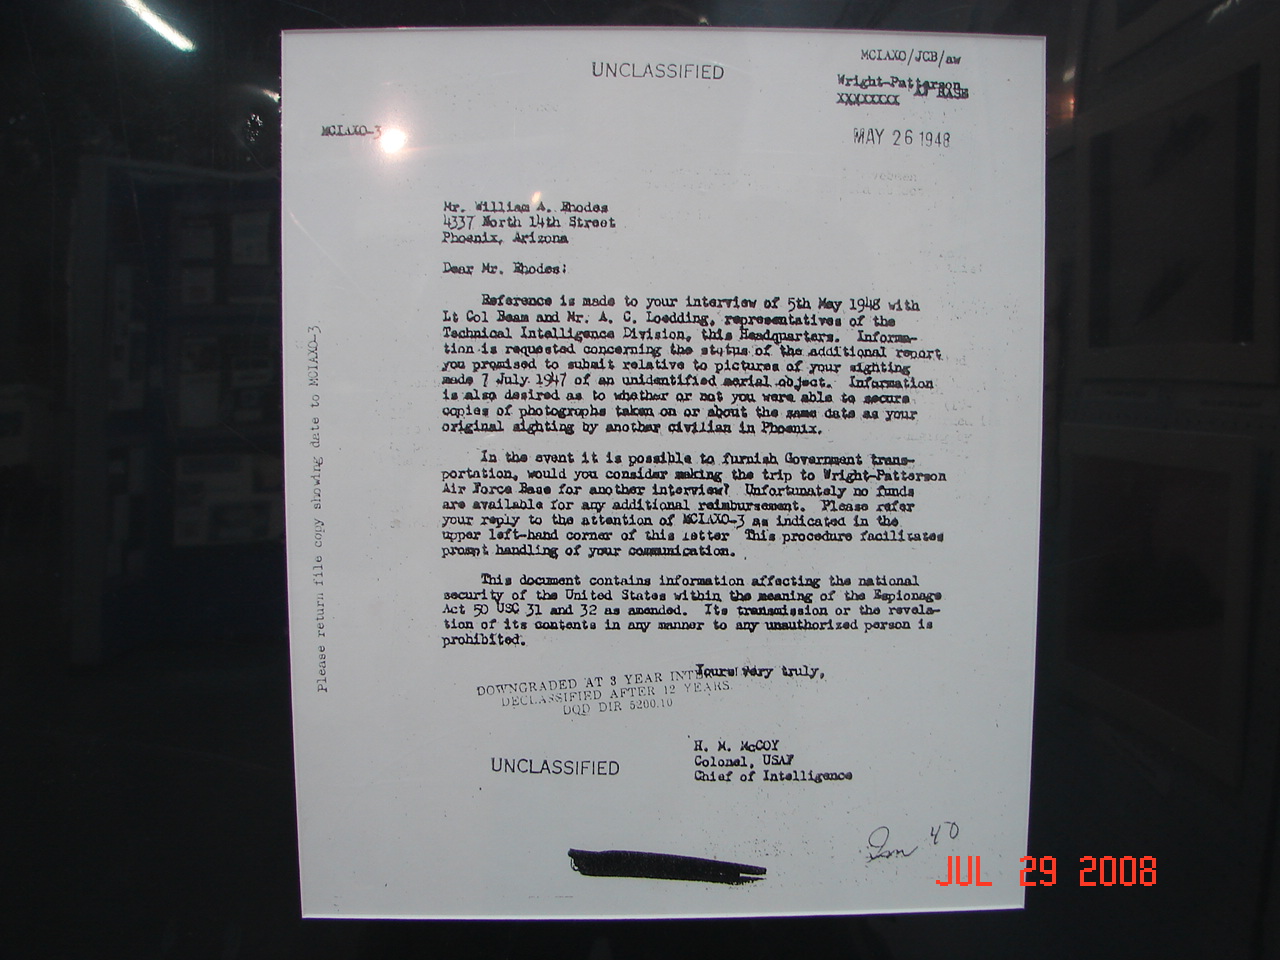 UNCLASSIFIED
MCIAXO/JCB/aw
Wright-Patterson
AF BASE
XXXXXXXX
MCIAXO-3
MAY 26 1948
Mr. William A. Rhodes
4337 North 14th Street
Phoenix, Arizona
Dear Mr. Rhodes:
Reference is made to your interview of 5th May 1948 with
Lt Col Beam and Mr. A. C. Loedding, representatives of the
Technical Intelligence Division, this Headquarters. Informa-
tion is requested concerning the status of the additional report
you promised to submit relative to pictures of your sighting
made 7 July 1947 of an unidentified aerial object. Information
is also desired as to whether or not you were able to secure
copies of photographs taken on or about the same date as your
original sighting by another civilian in Phoenix.
In the event it is possible to furnish Government trans-
portation, would you consider making the trip to Wright-Patterson
Air Force Base for another interview? Unfortunately no funds
are available for any additional reimbursement. Please refer
your reply to the attention of MCIAXO-3 as indicated in the
upper left-hand corner of this letter This procedure facilitates
prompt handling of your communication.
This document contains information affecting the national
security of the United States within the meaning of the Espionage
Act 50 USC 31 and 32 as amended. Its transmission or the revela-
tion of its contents in any manner to any unauthorized person is
prohibited.
Yours very truly,
DOWNGRADED AT 3 YEAR INTER
DECLASSIFIED AFTER 12 YEARS
DOD DIR 5200.10
H. M. McCOY
Colonel, USAF
Chief of Intelligence
UNCLASSIFIED
Please return file copy showing date to MCIAXO-3
40
JUL 29 2008